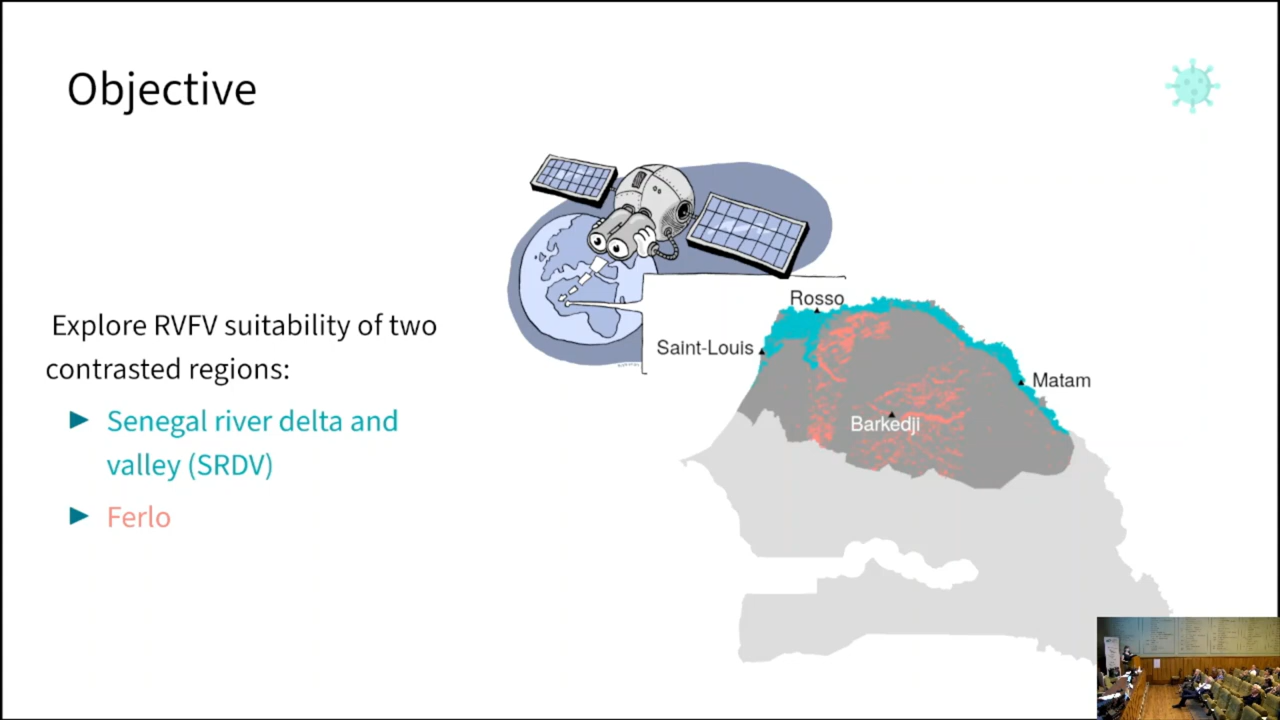 Objective
Explore RVFV suitability of two
contrasted regions:
Senegal river delta and
valley (SRDV)
Ferlo
Rosso
Saint-Louis
Matam
Barkedji